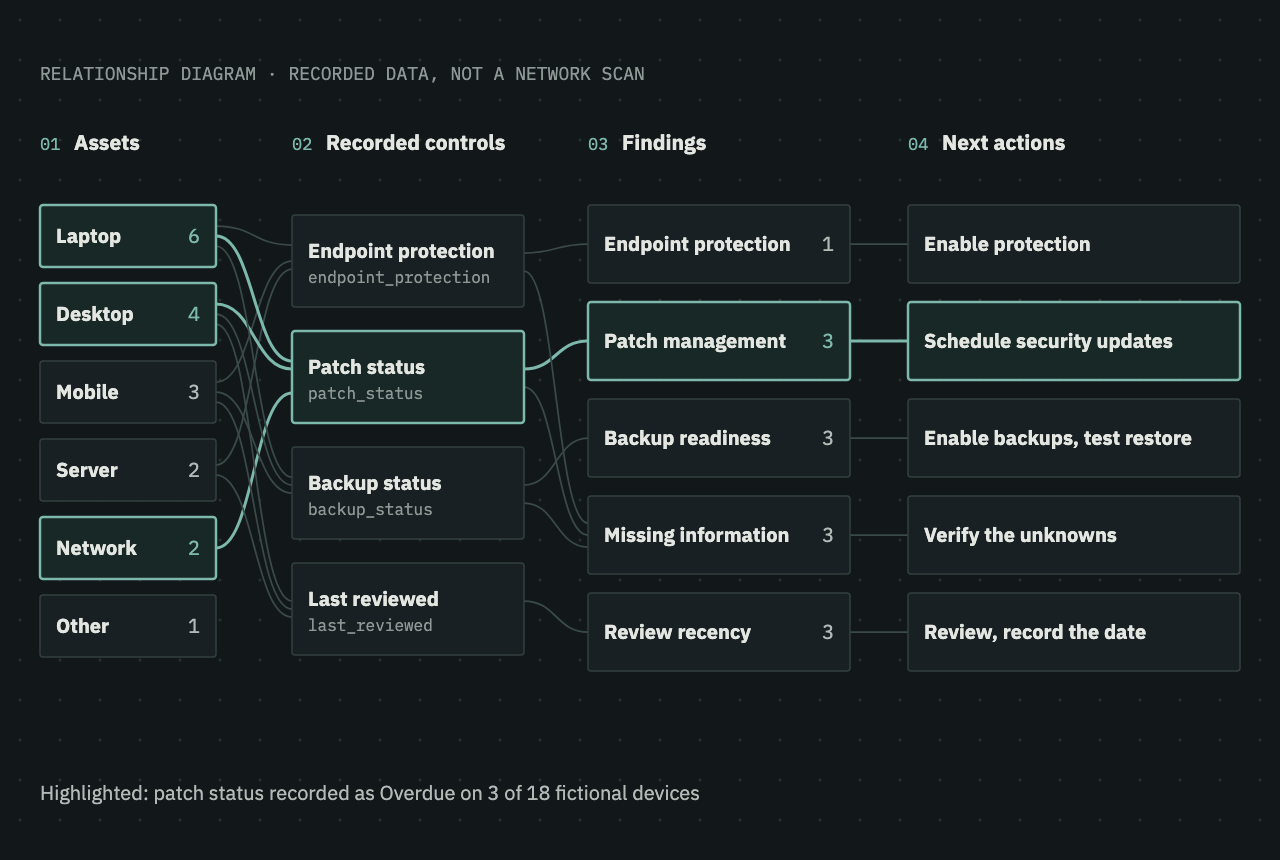 RELATIONSHIP DIAGRAM · RECORDED DATA, NOT A NETWORK SCAN
01 Assets
Laptop 6
Desktop 4
Mobile 3
Server 2
Network 2
Other 1
02 Recorded controls
Endpoint protection
endpoint_protection
Patch status
patch_status
Backup status
backup_status
Last reviewed
last_reviewed
03 Findings
Endpoint protection 1
Patch management 3
Backup readiness 3
Missing information 3
Review recency 3
04 Next actions
Enable protection
Schedule security updates
Enable backups, test restore
Verify the unknowns
Review, record the date
Highlighted: patch status recorded as Overdue on 3 of 18 fictional devices